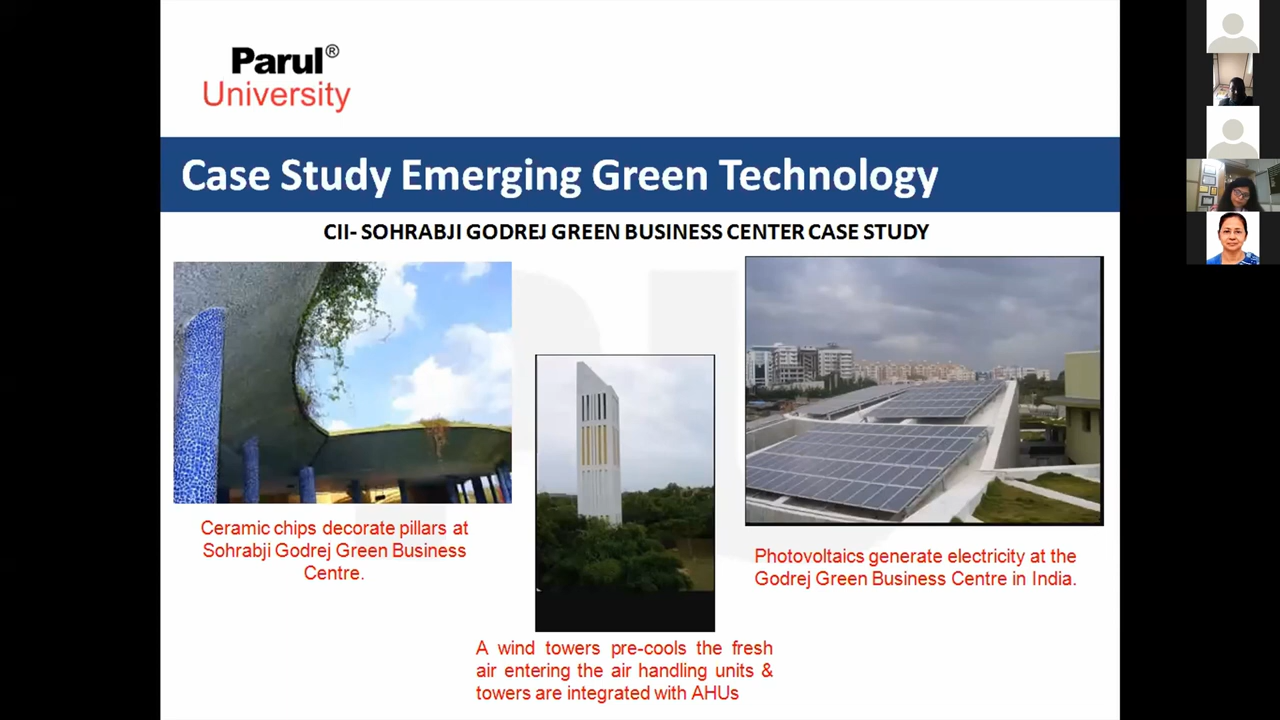 Parul®
University
Case Study Emerging Green Technology
CII- SOHRABJI GODREJ GREEN BUSINESS CENTER CASE STUDY
Ceramic chips decorate pillars at
Sohrabji Godrej Green Business
Centre.
A wind towers pre-cools the fresh
air entering the air handling units &
towers are integrated with AHUs
Photovoltaics generate electricity at the
Godrej Green Business Centre in India.